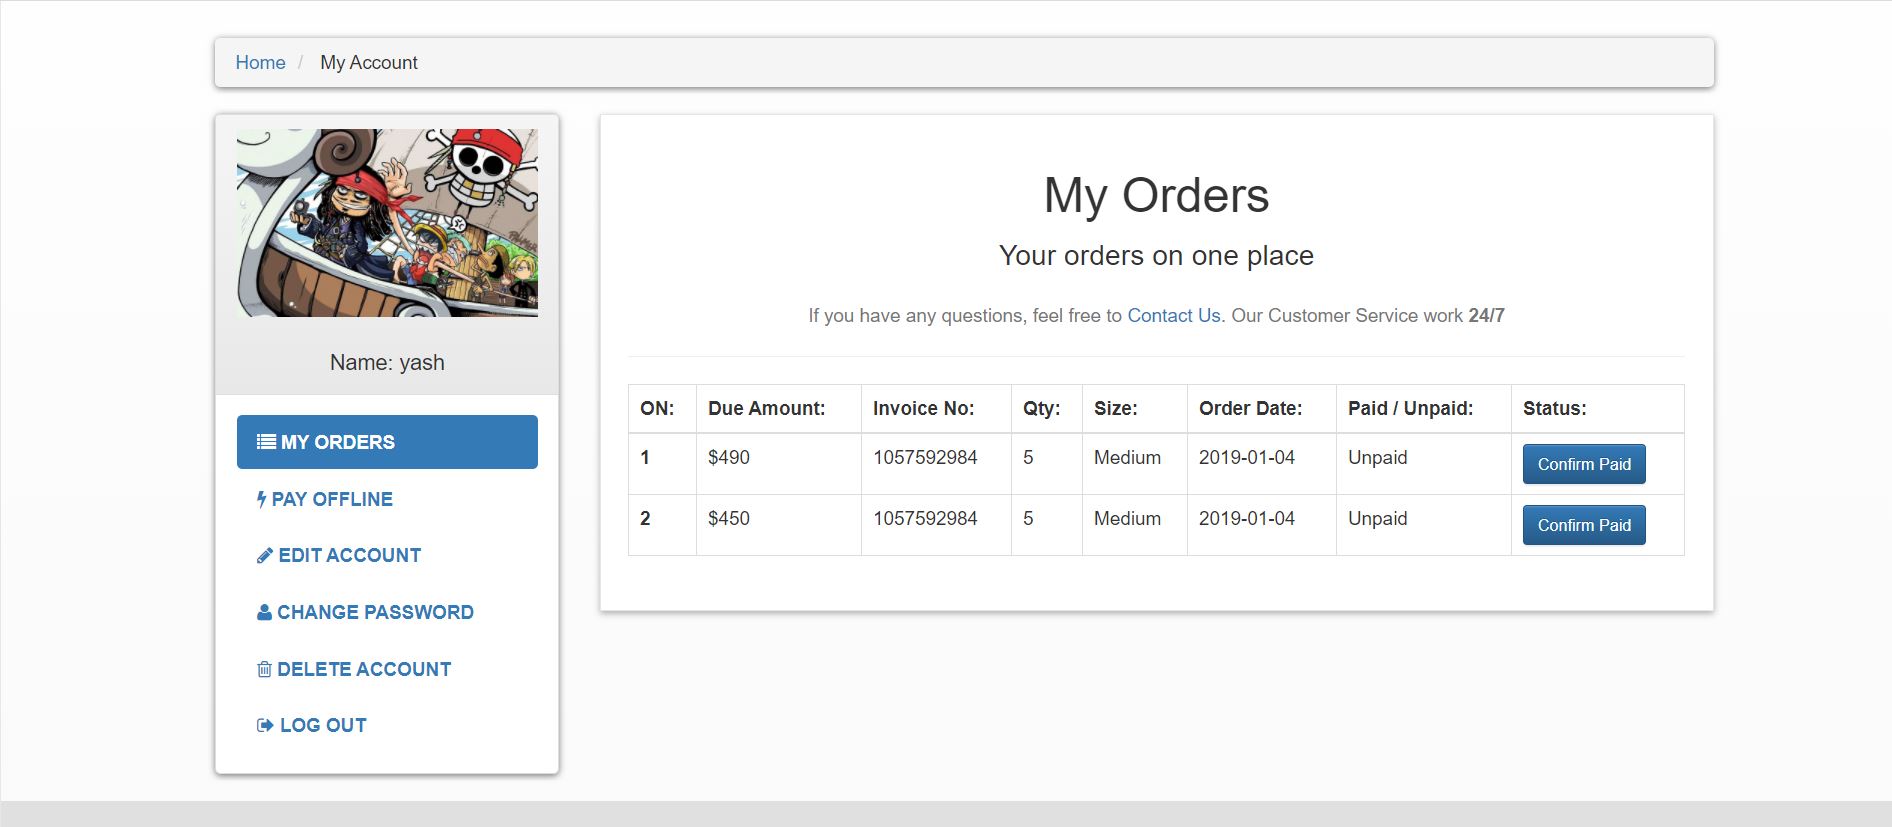 Home / My Account
Name: yash
MY ORDERS
PAY OFFLINE
EDIT ACCOUNT
CHANGE PASSWORD
DELETE ACCOUNT
LOG OUT
My Orders
Your orders on one place
If you have any questions, feel free to Contact Us. Our Customer Service work 24/7
ON: Due Amount: Invoice No: Qty: Size: Order Date: Paid / Unpaid: Status:
1 $490 1057592984 5 Medium 2019-01-04 Unpaid Confirm Paid
2 $450 1057592984 5 Medium 2019-01-04 Unpaid Confirm Paid